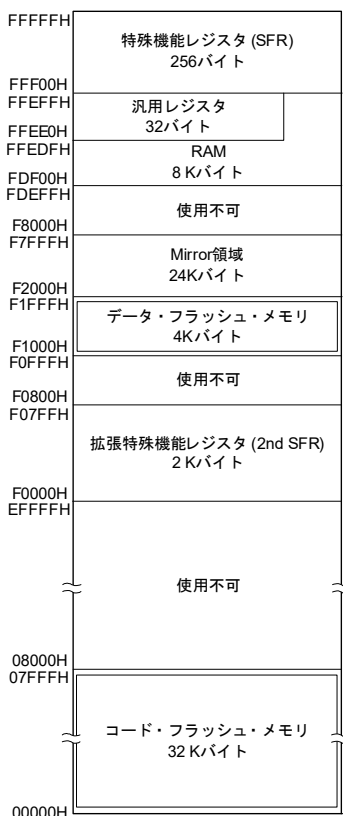 FFFFFH
特殊機能レジスタ (SFR)
256バイト
FFF00H
FFEFFH
汎用レジスタ
32バイト
FFEE0H
FFEDFH
RAM
8 Kバイト
FDF00H
FDEFFH
使用不可
F8000H
F7FFFH
Mirror領域
24Kバイト
F2000H
F1FFFH
データ・フラッシュ・メモリ
4Kバイト
F1000H
F0FFFH
使用不可
F0800H
F07FFH
拡張特殊機能レジスタ (2nd SFR)
2 Kバイト
F0000H
EFFFFH
使用不可
08000H
07FFFH
コード・フラッシュ・メモリ
32 Kバイト
00000H